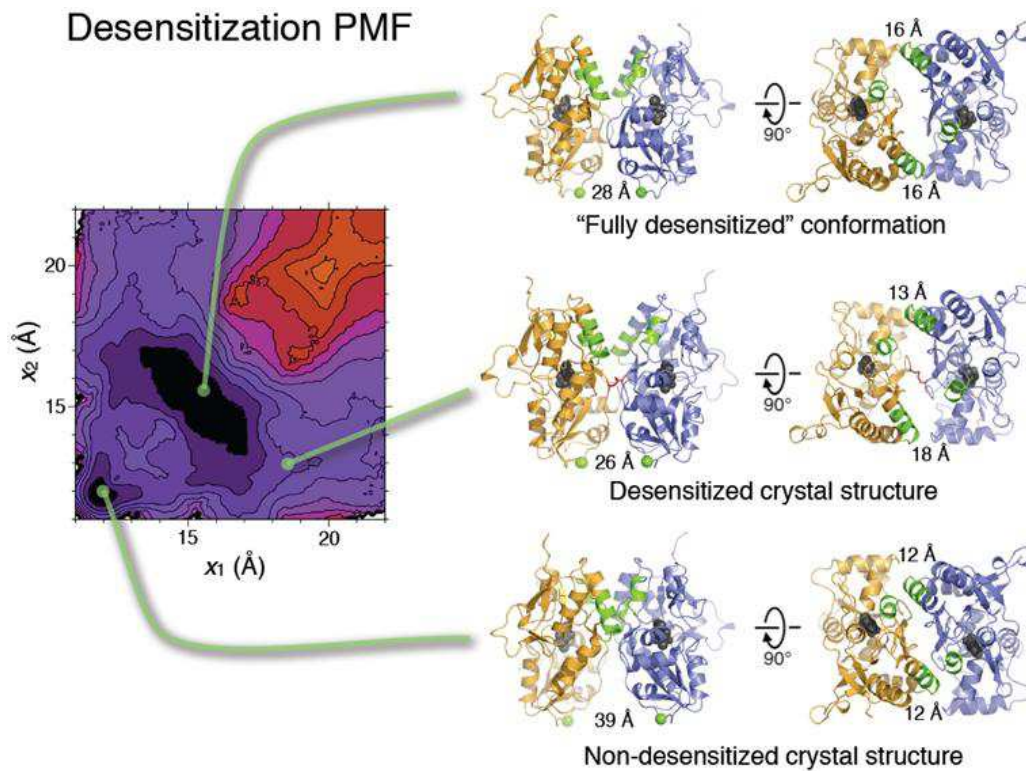 Desensitization PMF
16 Å
90°
28 Å
16 Å
“Fully desensitized” conformation
20
15
x2 (Å)
15
20
x1 (Å)
13 Å
90°
26 Å
18 Å
Desensitized crystal structure
12 Å
90°
39 Å
12 Å
Non-desensitized crystal structure